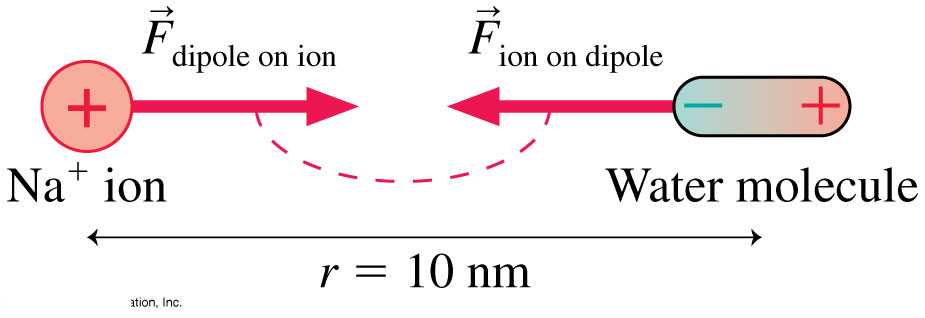 F⃗ dipole on ion
F⃗ ion on dipole
+
− +
Na⁺ ion
Water molecule
r = 10 nm
ation, Inc.